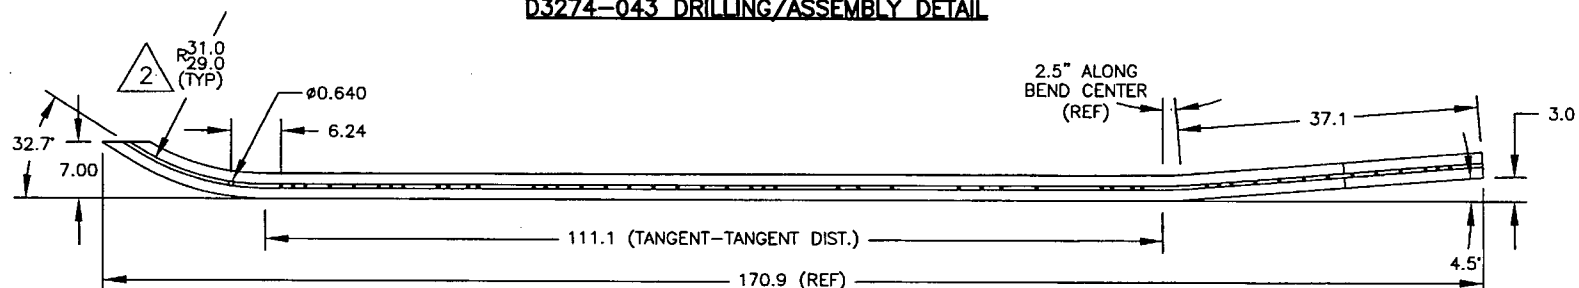 D3274-043 DRILLING/ASSEMBLY DETAIL
2
R31.0
29.0
(TYP)
ø0.640
6.24
2.5" ALONG
BEND CENTER
(REF)
37.1
3.0
32.7°
7.00
111.1 (TANGENT-TANGENT DIST.)
4.5°
170.9 (REF)